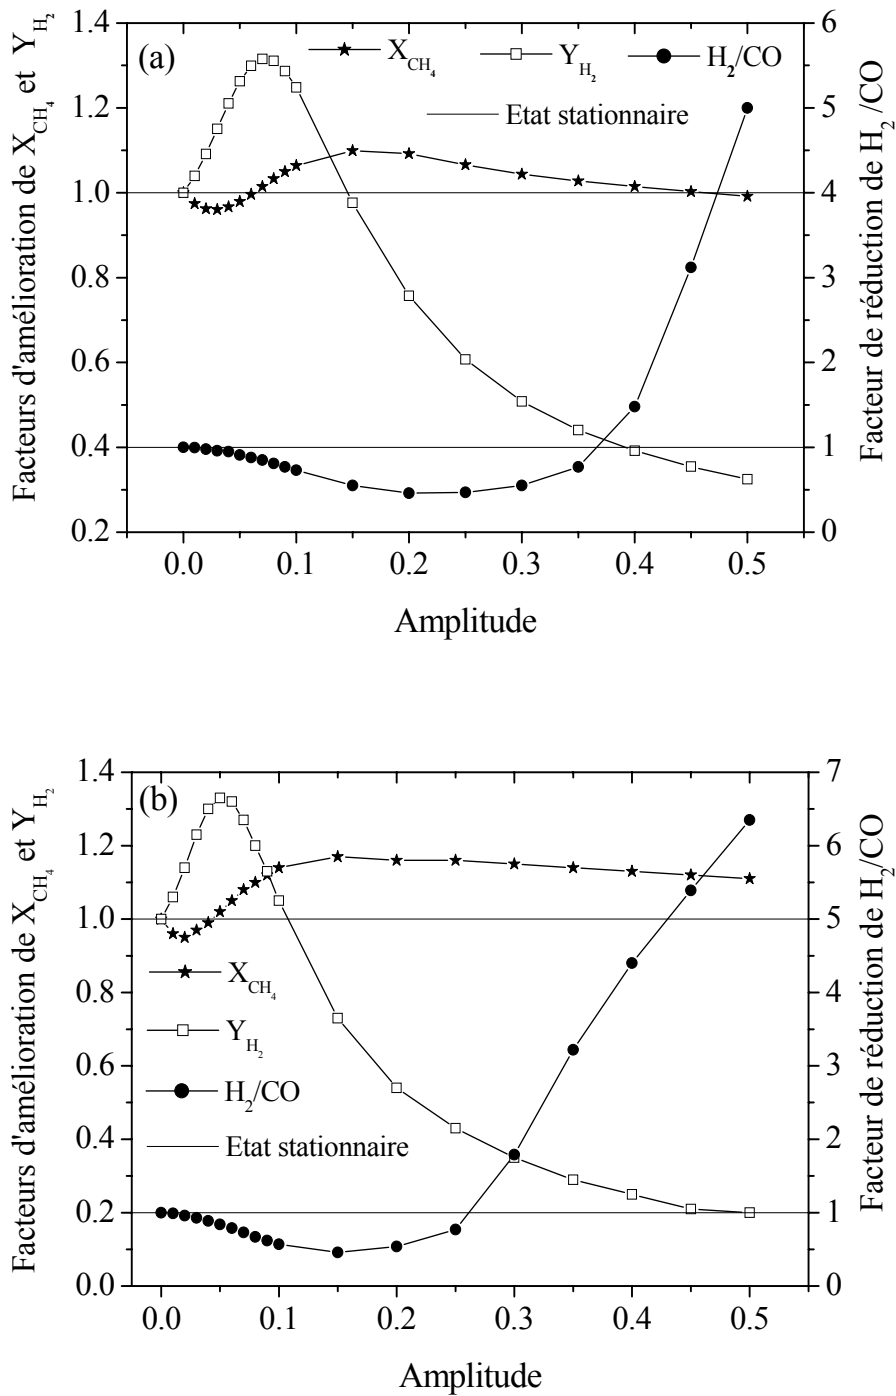 Facteurs d'amélioration de X_CH₄ et Y_H₂
(a)
X_CH₄
Y_H₂
H₂/CO
Etat stationnaire
1.4
1.2
1.0
0.8
0.6
0.4
0.2
6
5
4
3
2
1
0
Facteur de réduction de H₂/CO
0.0 0.1 0.2 0.3 0.4 0.5
Amplitude
Facteurs d'amélioration de X_CH₄ et Y_H₂
(b)
X_CH₄
Y_H₂
H₂/CO
Etat stationnaire
1.4
1.2
1.0
0.8
0.6
0.4
0.2
0.0
7
6
5
4
3
2
1
0
Facteur de réduction de H₂/CO
0.0 0.1 0.2 0.3 0.4 0.5
Amplitude